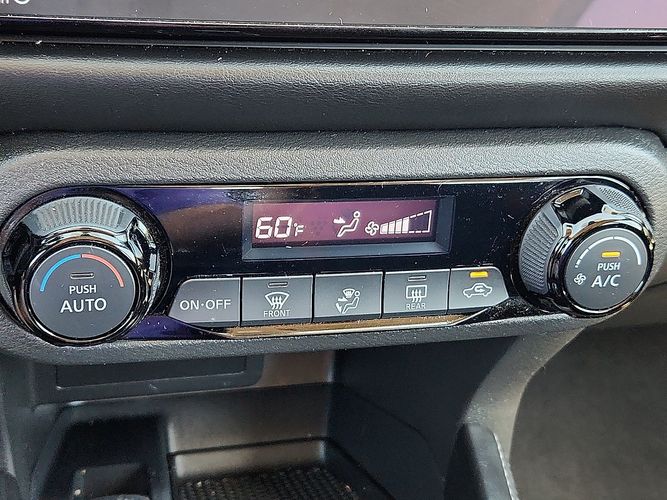 60°F
PUSH
AUTO
ON·OFF
FRONT
REAR
PUSH
A/C